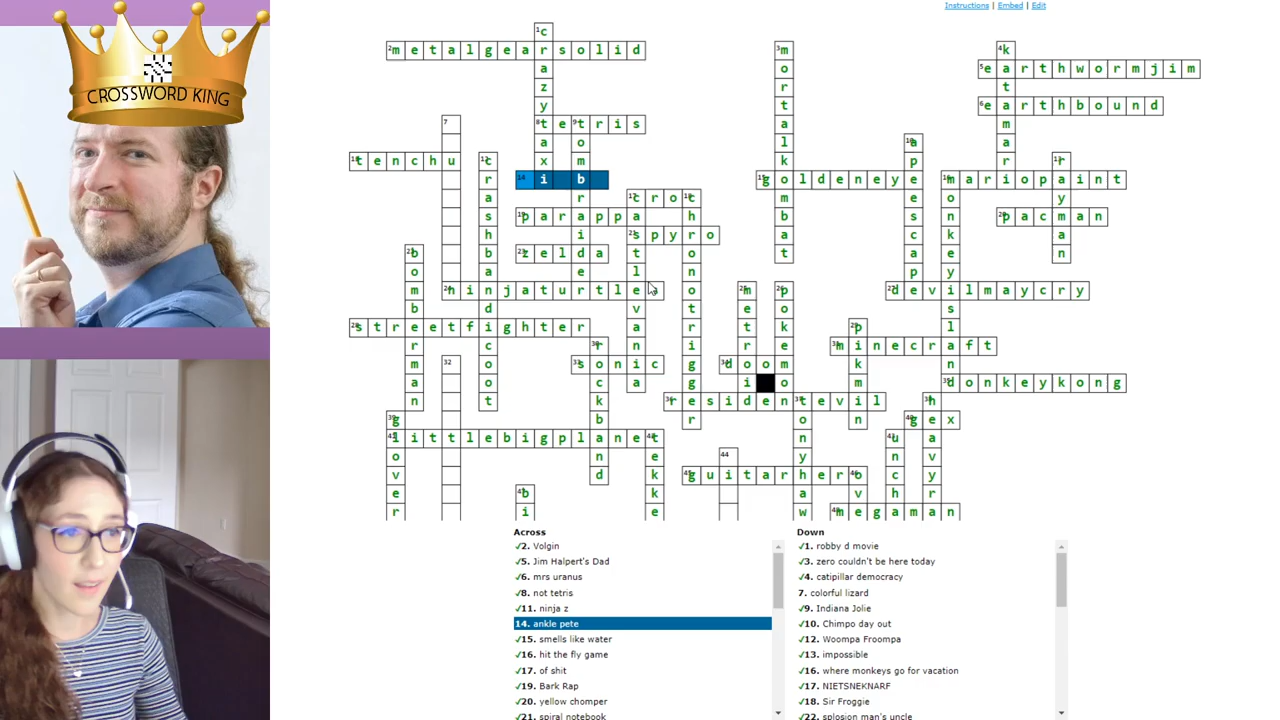 Instructions | Embed | Edit
CROSSWORD KING
metalgearsolid
crazytaxi
mortalkombat
katamari
earthwormjim
earthbound
tetris
tenchu
goldeneye
mariopaint
croc
parappa
spyro
pacman
zelda
ninjaturtle
devilmaycry
streetfighter
minecraft
sonic
doom
donkeykong
residentevil
gex
littlebigplanet
guitarhero
megaman
Across
✓2. Volgin
✓5. Jim Halpert's Dad
✓6. mrs uranus
✓8. not tetris
✓11. ninja z
14. ankle pete
✓15. smells like water
✓16. hit the fly game
✓17. of shit
✓19. Bark Rap
✓20. yellow chomper
✓21. spiral notebook
Down
✓1. robby d movie
✓3. zero couldn't be here today
✓4. catipillar democracy
7. colorful lizard
✓9. Indiana Jolie
✓10. Chimpo day out
✓12. Woompa Froompa
✓13. impossible
✓16. where monkeys go for vacation
✓17. NIETSNEKNARF
✓18. Sir Froggie
✓22. splosion man's uncle